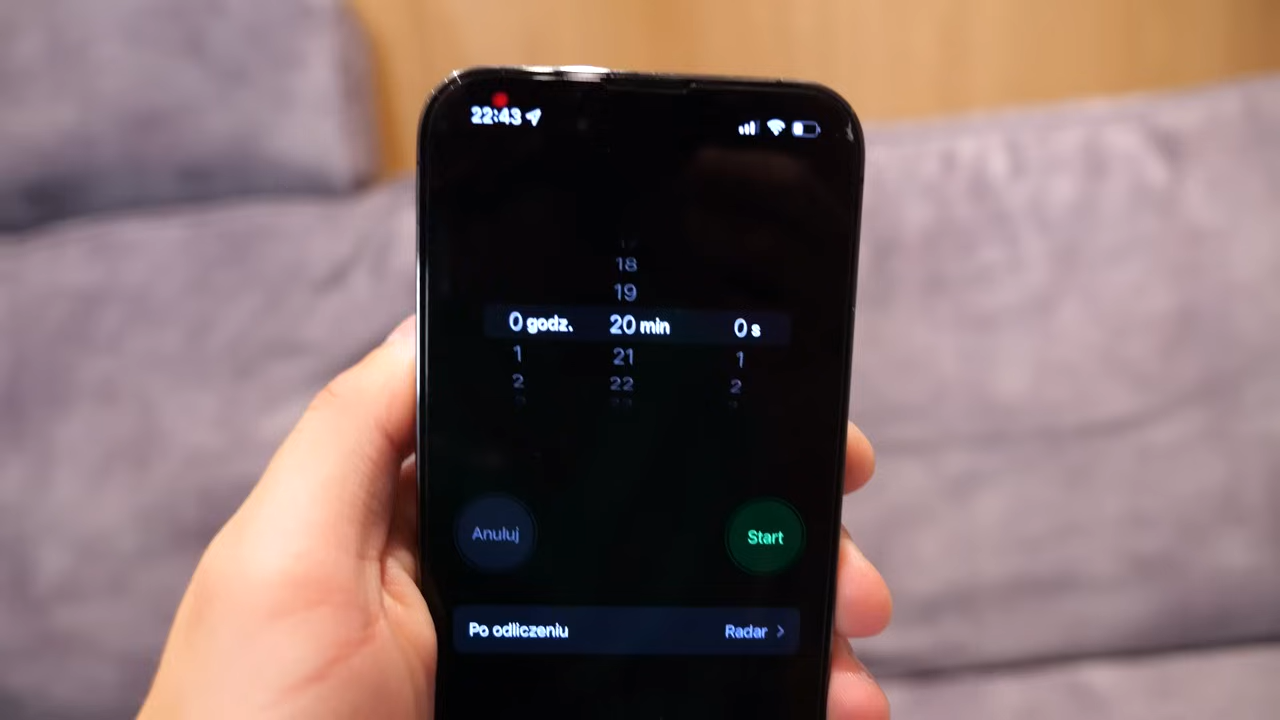 22:43
18
19
0 godz. 20 min 0 s
1 21 1
2 22 2
Anuluj Start
Po odliczeniu Radar